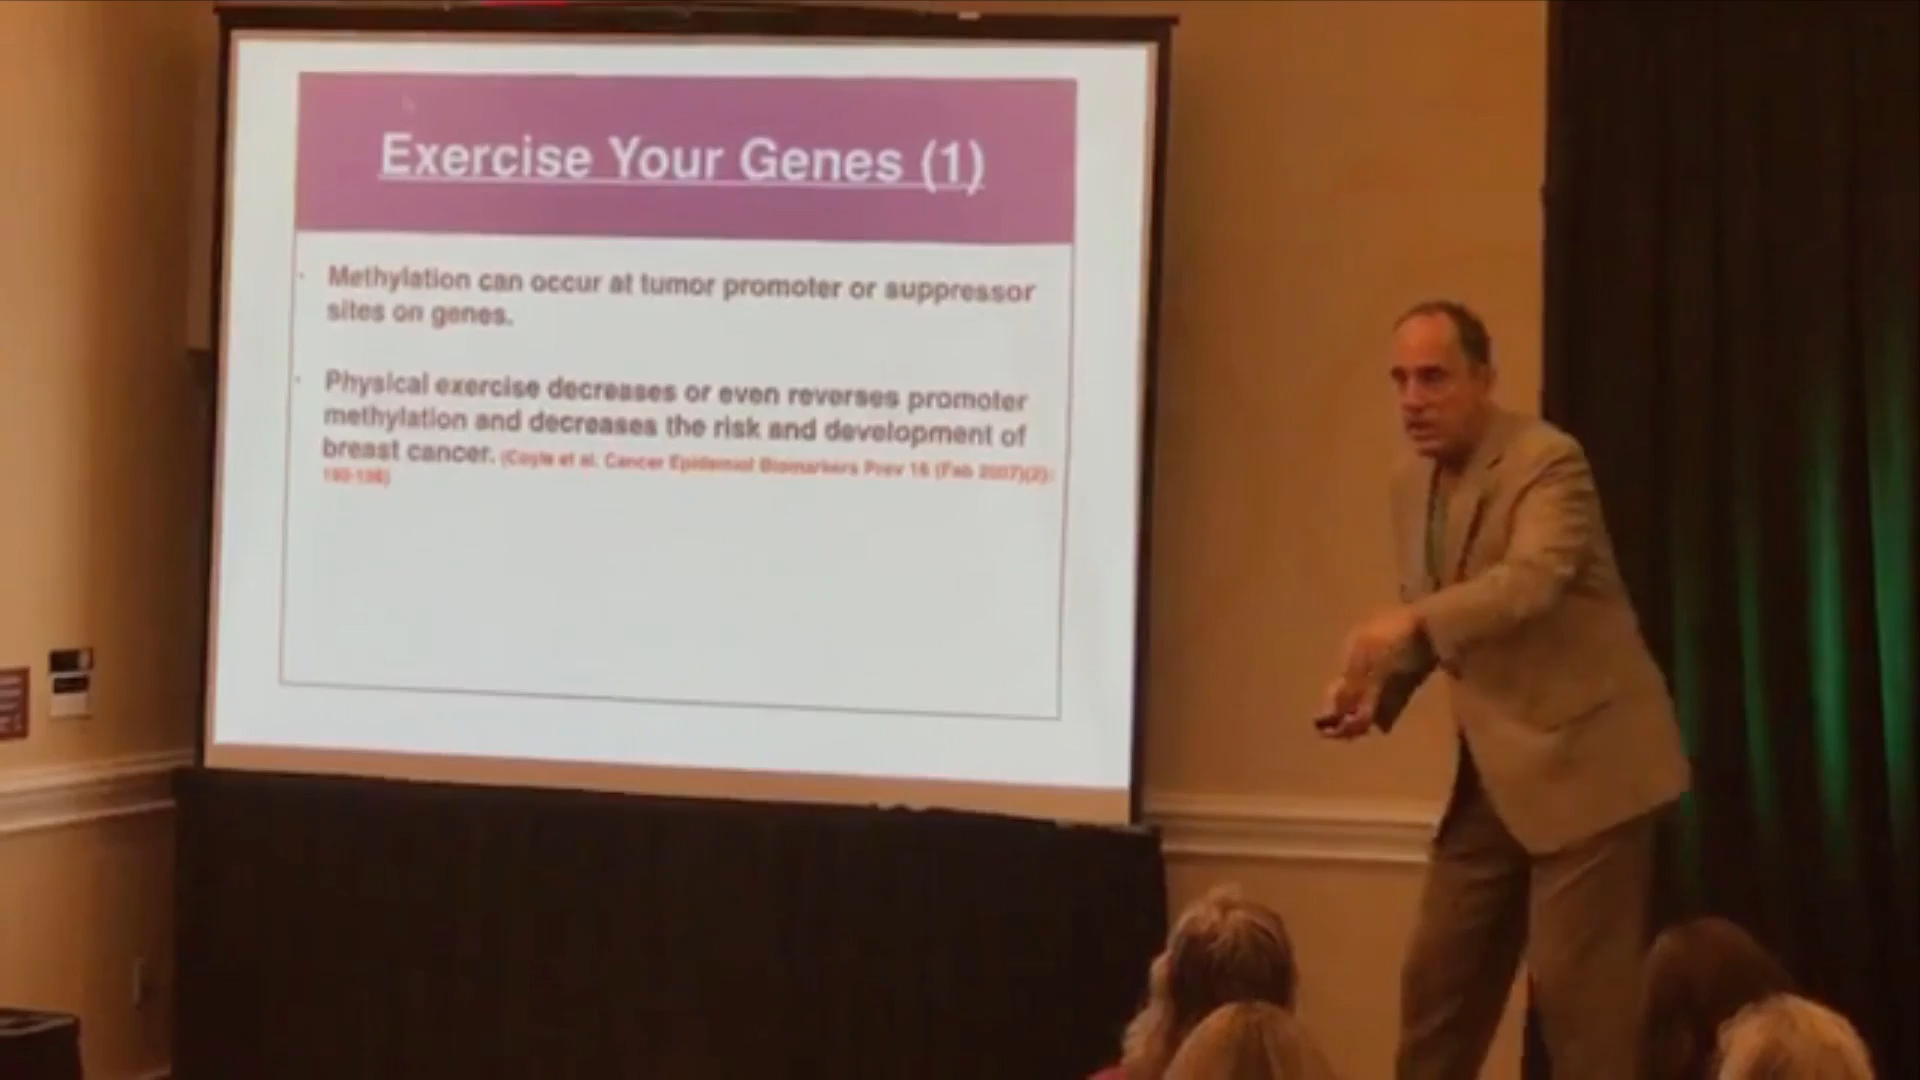 Exercise Your Genes (1)
Methylation can occur at tumor promoter or suppressor
sites on genes.
Physical exercise decreases or even reverses promoter
methylation and decreases the risk and development of
breast cancer. (Coyle et al. Cancer Epidemiol Biomarkers Prev 16 (Feb 2007)(2):